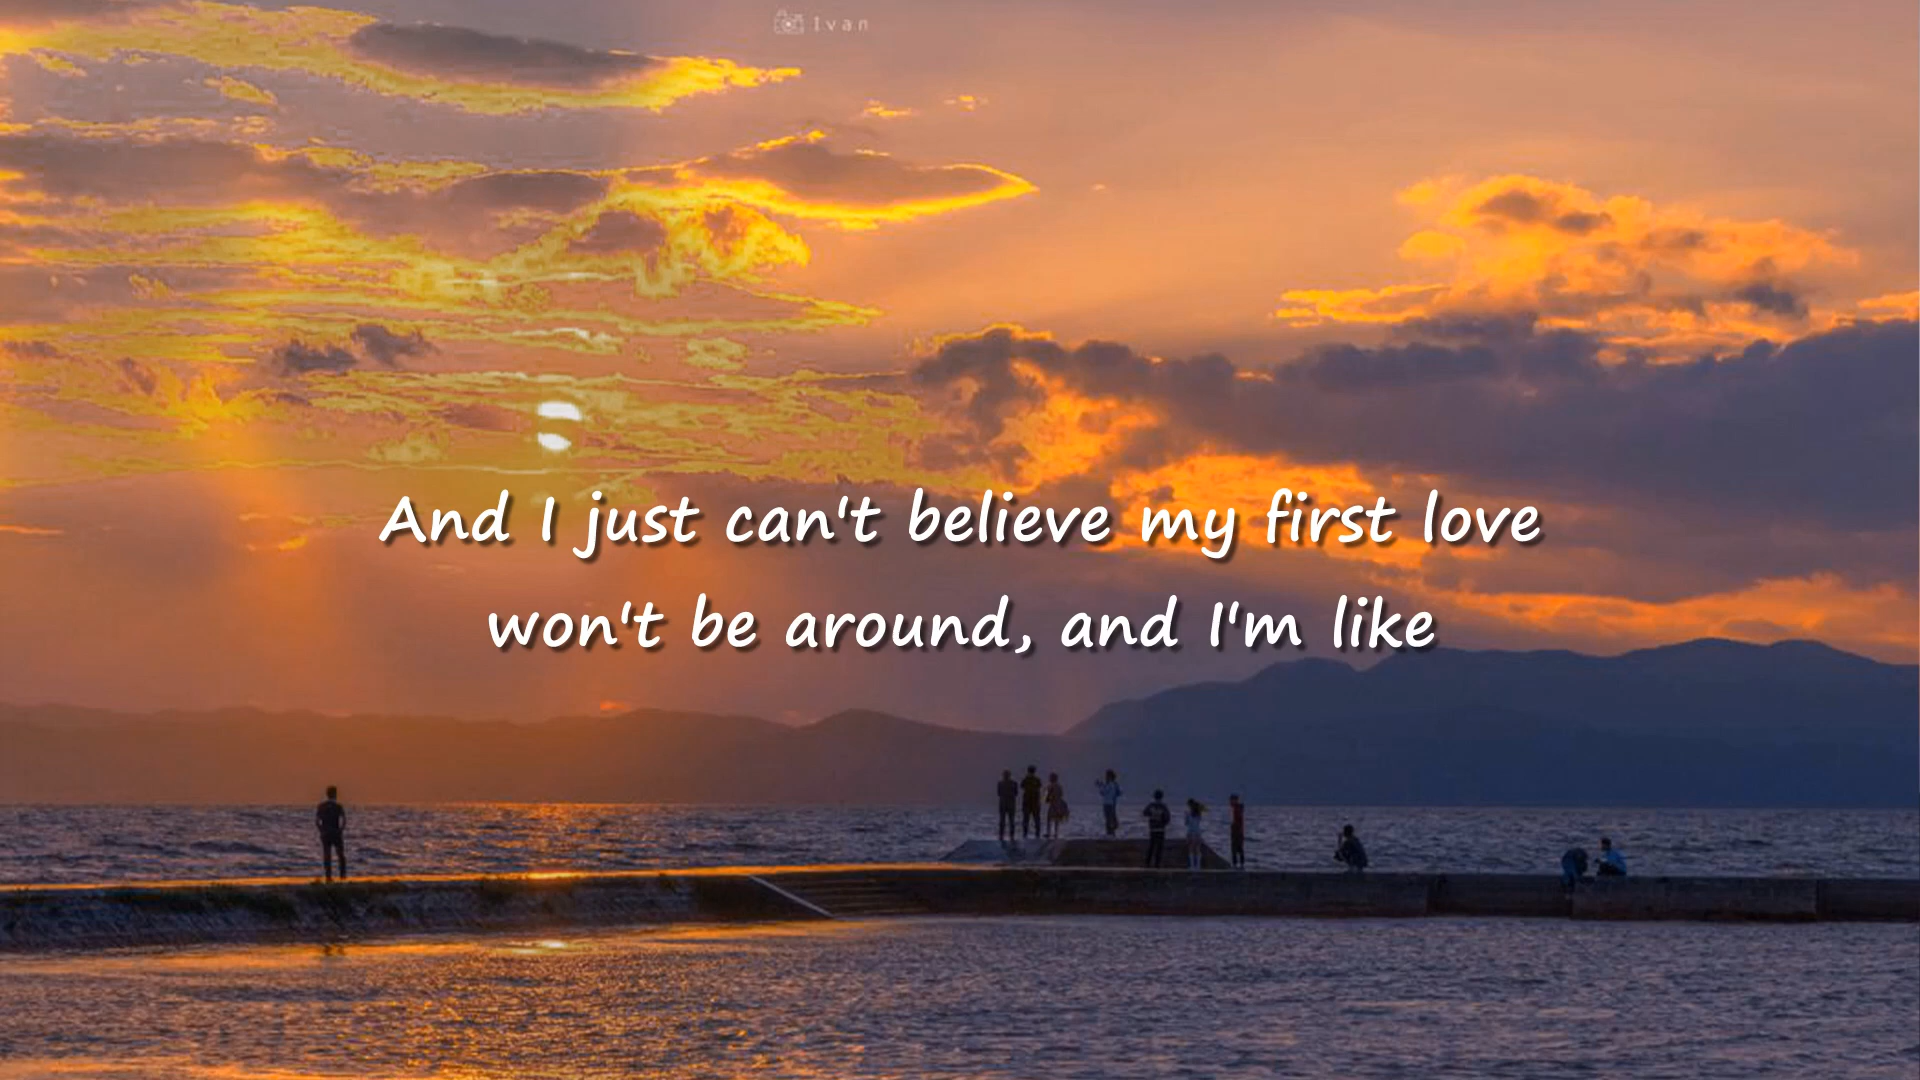 Ivan
And I just can't believe my first love
won't be around, and I'm like